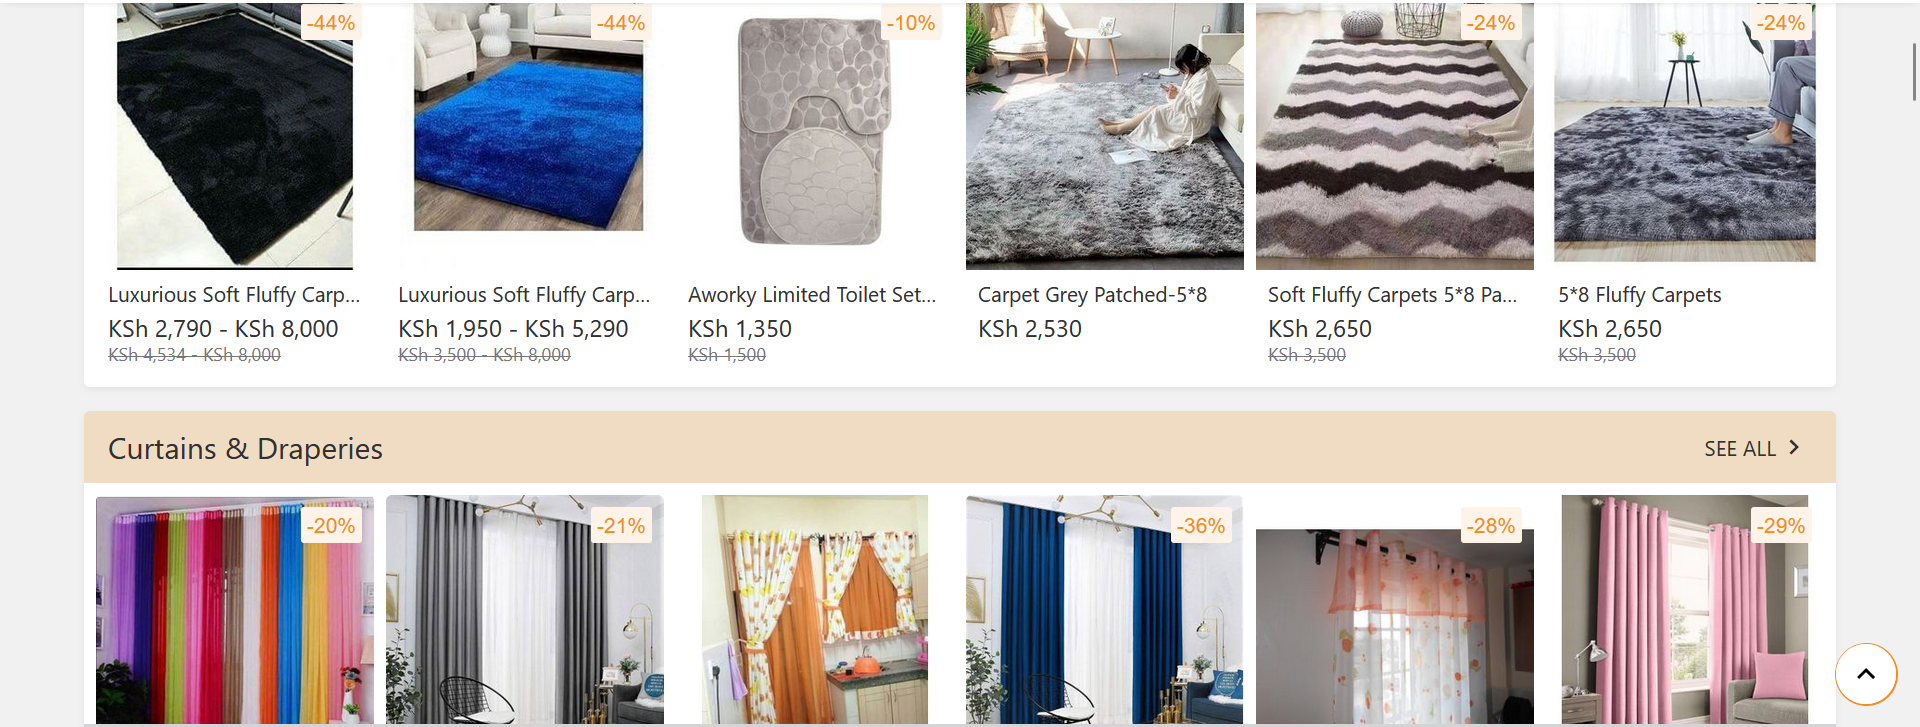 -44%
-44%
-10%
-24%
-24%
Luxurious Soft Fluffy Carp...
KSh 2,790 - KSh 8,000
KSh 4,534 - KSh 8,000
Luxurious Soft Fluffy Carp...
KSh 1,950 - KSh 5,290
KSh 3,500 - KSh 8,000
Aworky Limited Toilet Set...
KSh 1,350
KSh 1,500
Carpet Grey Patched-5*8
KSh 2,530
Soft Fluffy Carpets 5*8 Pa...
KSh 2,650
KSh 3,500
5*8 Fluffy Carpets
KSh 2,650
KSh 3,500
Curtains & Draperies
SEE ALL
-20%
-21%
-36%
-28%
-29%